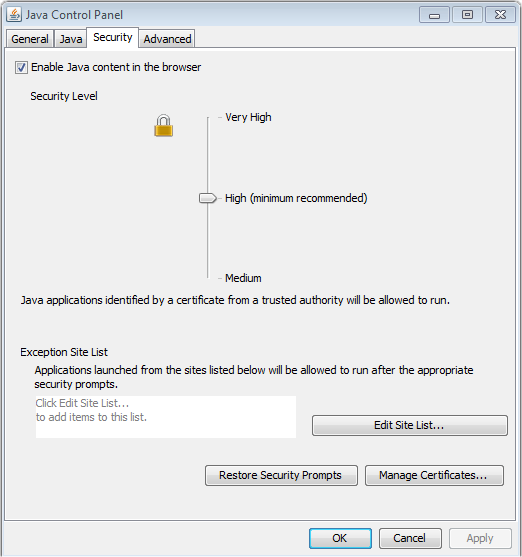 Java Control Panel
General Java Security Advanced
Enable Java content in the browser
Security Level
Very High
High (minimum recommended)
Medium
Java applications identified by a certificate from a trusted authority will be allowed to run.
Exception Site List
Applications launched from the sites listed below will be allowed to run after the appropriate
security prompts.
Click Edit Site List...
to add items to this list.
Edit Site List...
Restore Security Prompts Manage Certificates...
OK Cancel Apply